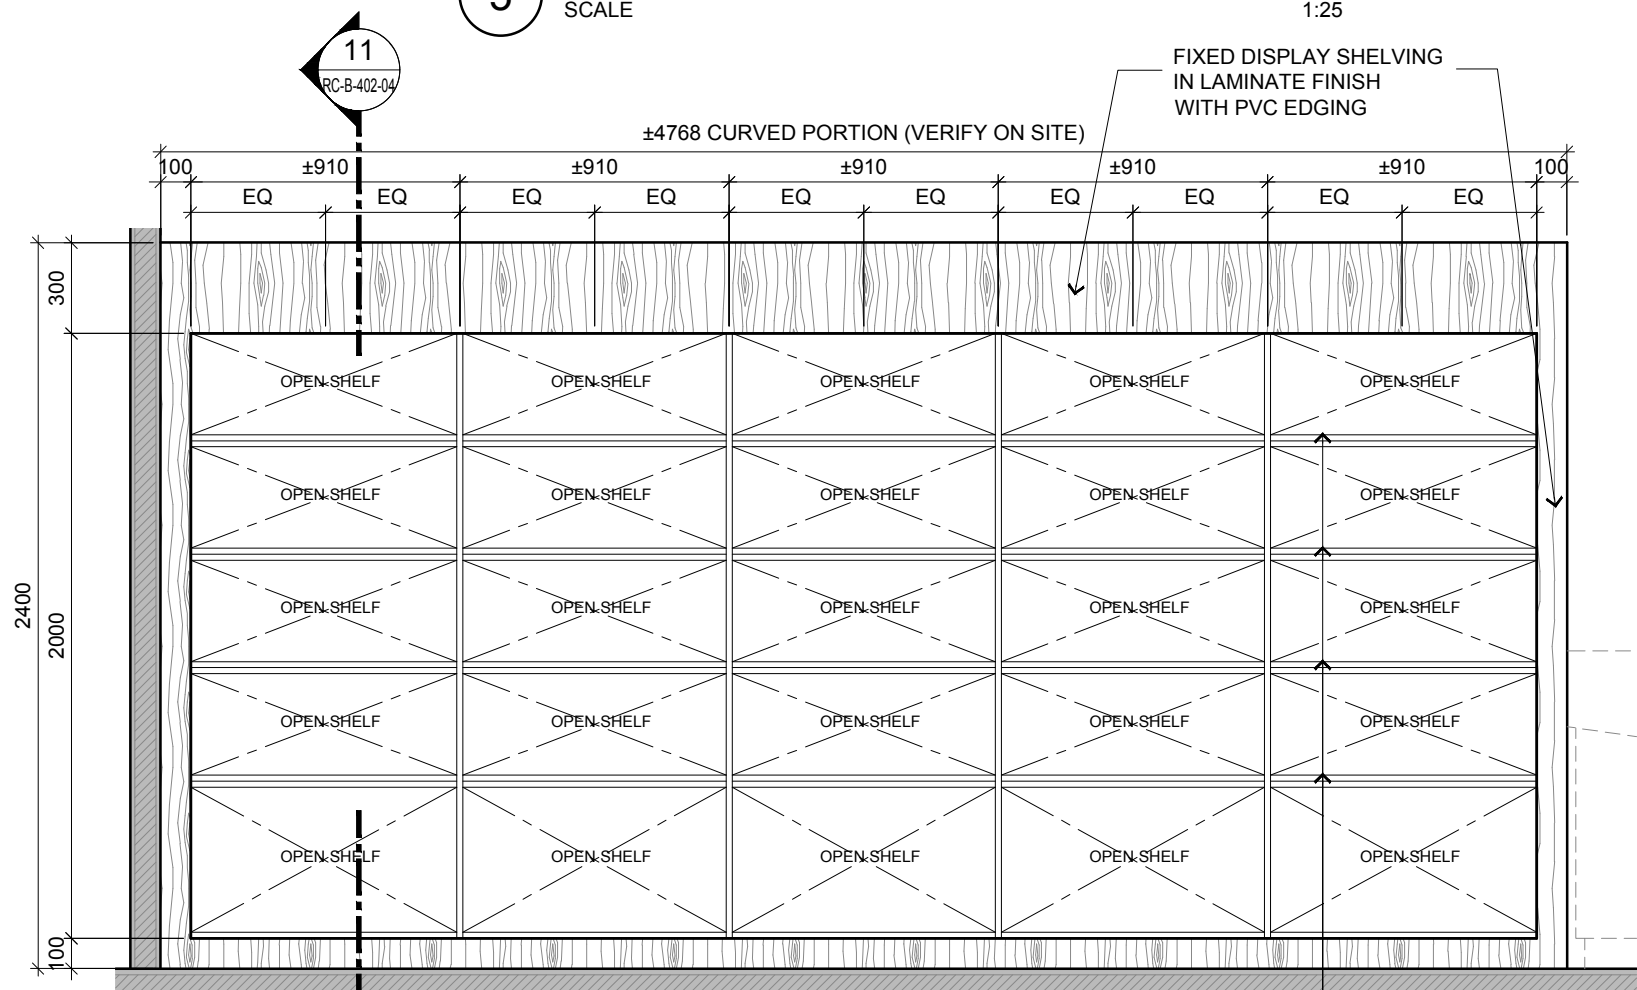 SCALE
1:25
11
RC-B-402-04
FIXED DISPLAY SHELVING
IN LAMINATE FINISH
WITH PVC EDGING
±4768 CURVED PORTION (VERIFY ON SITE)
100 ±910 ±910 ±910 ±910 ±910 100
EQ EQ EQ EQ EQ EQ EQ EQ EQ EQ
300
2400
2000
100
OPEN SHELF OPEN SHELF OPEN SHELF OPEN SHELF OPEN SHELF
OPEN SHELF OPEN SHELF OPEN SHELF OPEN SHELF OPEN SHELF
OPEN SHELF OPEN SHELF OPEN SHELF OPEN SHELF OPEN SHELF
OPEN SHELF OPEN SHELF OPEN SHELF OPEN SHELF OPEN SHELF
OPEN SHELF OPEN SHELF OPEN SHELF OPEN SHELF OPEN SHELF